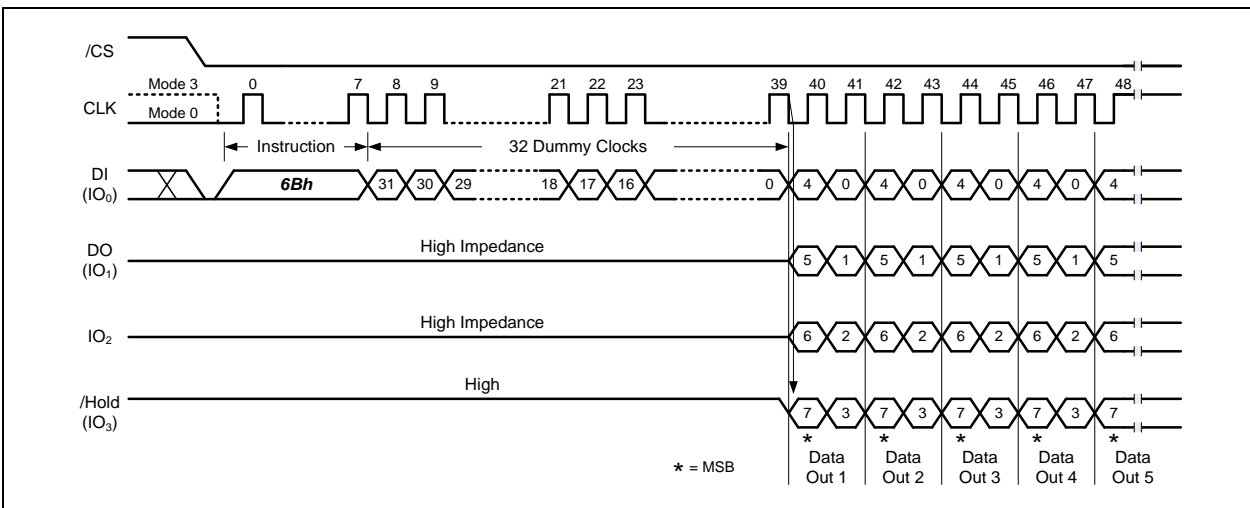 /CS
Mode 3 0 7 8 9 21 22 23 39 40 41 42 43 44 45 46 47 48
CLK
Mode 0
Instruction 32 Dummy Clocks
DI
(IO0) 6Bh 31 30 29 18 17 16 0 4 0 4 0 4 0 4 0 4
DO
(IO1) High Impedance 5 1 5 1 5 1 5 1 5
IO2 High Impedance 6 2 6 2 6 2 6 2 6
/Hold
(IO3) High 7 3 7 3 7 3 7 3 7
* * * * *
* = MSB
Data Data Data Data Data
Out 1 Out 2 Out 3 Out 4 Out 5